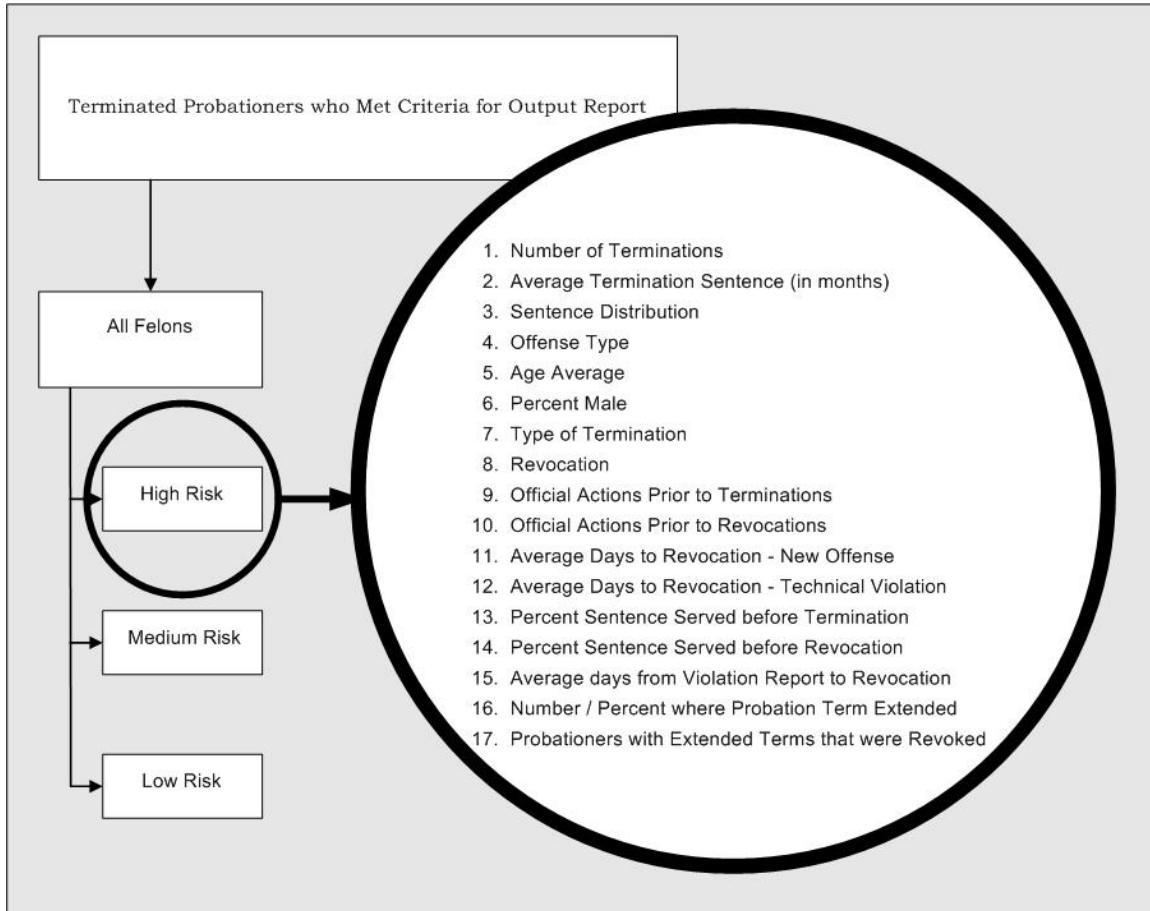 Terminated Probationers who Met Criteria for Output Report
All Felons
High Risk
Medium Risk
Low Risk
1. Number of Terminations
2. Average Termination Sentence (in months)
3. Sentence Distribution
4. Offense Type
5. Age Average
6. Percent Male
7. Type of Termination
8. Revocation
9. Official Actions Prior to Terminations
10. Official Actions Prior to Revocations
11. Average Days to Revocation - New Offense
12. Average Days to Revocation - Technical Violation
13. Percent Sentence Served before Termination
14. Percent Sentence Served before Revocation
15. Average days from Violation Report to Revocation
16. Number / Percent where Probation Term Extended
17. Probationers with Extended Terms that were Revoked